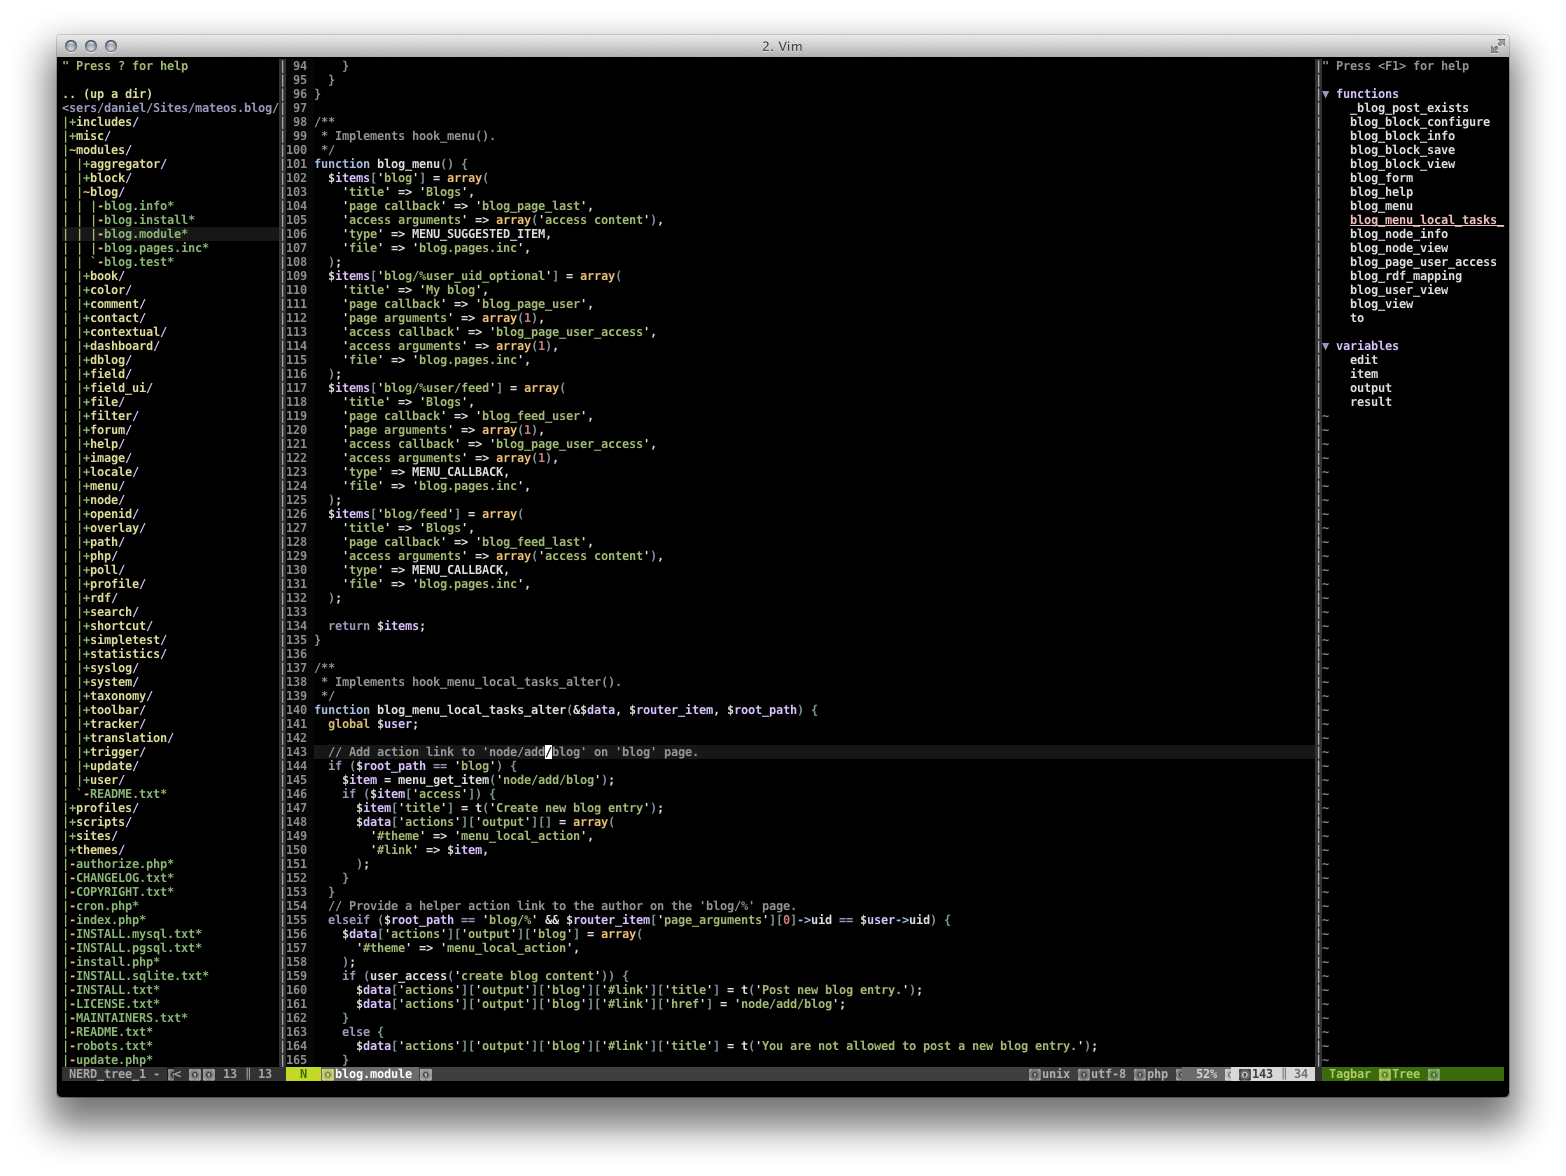 2. Vim
" Press ? for help
.. (up a dir)
<sers/daniel/Sites/mateos.blog/
|+includes/
|+misc/
|~modules/
| |+aggregator/
| |+block/
| |~blog/
| | |-blog.info*
| | |-blog.install*
| | |-blog.module*
| | |-blog.pages.inc*
| | `-blog.test*
| |+book/
| |+color/
| |+comment/
| |+contact/
| |+contextual/
| |+dashboard/
| |+dblog/
| |+field/
| |+field_ui/
| |+file/
| |+filter/
| |+forum/
| |+help/
| |+image/
| |+locale/
| |+menu/
| |+node/
| |+openid/
| |+overlay/
| |+path/
| |+php/
| |+poll/
| |+profile/
| |+rdf/
| |+search/
| |+shortcut/
| |+simpletest/
| |+statistics/
| |+syslog/
| |+system/
| |+taxonomy/
| |+toolbar/
| |+tracker/
| |+translation/
| |+trigger/
| |+update/
| |+user/
| `-README.txt*
|+profiles/
|+scripts/
|+sites/
|+themes/
|-authorize.php*
|-CHANGELOG.txt*
|-COPYRIGHT.txt*
|-cron.php*
|-index.php*
|-INSTALL.mysql.txt*
|-INSTALL.pgsql.txt*
|-install.php*
|-INSTALL.sqlite.txt*
|-INSTALL.txt*
|-LICENSE.txt*
|-MAINTAINERS.txt*
|-README.txt*
|-robots.txt*
|-update.php*
NERD_tree_1 - < 13 13
94     }
95   }
96 }
97
98 /**
99  * Implements hook_menu().
100  */
101 function blog_menu() {
102   $items['blog'] = array(
103     'title' => 'Blogs',
104     'page callback' => 'blog_page_last',
105     'access arguments' => array('access content'),
106     'type' => MENU_SUGGESTED_ITEM,
107     'file' => 'blog.pages.inc',
108   );
109   $items['blog/%user_uid_optional'] = array(
110     'title' => 'My blog',
111     'page callback' => 'blog_page_user',
112     'page arguments' => array(1),
113     'access callback' => 'blog_page_user_access',
114     'access arguments' => array(1),
115     'file' => 'blog.pages.inc',
116   );
117   $items['blog/%user/feed'] = array(
118     'title' => 'Blogs',
119     'page callback' => 'blog_feed_user',
120     'page arguments' => array(1),
121     'access callback' => 'blog_page_user_access',
122     'access arguments' => array(1),
123     'type' => MENU_CALLBACK,
124     'file' => 'blog.pages.inc',
125   );
126   $items['blog/feed'] = array(
127     'title' => 'Blogs',
128     'page callback' => 'blog_feed_last',
129     'access arguments' => array('access content'),
130     'type' => MENU_CALLBACK,
131     'file' => 'blog.pages.inc',
132   );
133
134   return $items;
135 }
136
137 /**
138  * Implements hook_menu_local_tasks_alter().
139  */
140 function blog_menu_local_tasks_alter(&$data, $router_item, $root_path) {
141   global $user;
142
143   // Add action link to 'node/add/blog' on 'blog' page.
144   if ($root_path == 'blog') {
145     $item = menu_get_item('node/add/blog');
146     if ($item['access']) {
147       $item['title'] = t('Create new blog entry');
148       $data['actions']['output'][] = array(
149         '#theme' => 'menu_local_action',
150         '#link' => $item,
151       );
152     }
153   }
154   // Provide a helper action link to the author on the 'blog/%' page.
155   elseif ($root_path == 'blog/%' && $router_item['page_arguments'][0]->uid == $user->uid) {
156     $data['actions']['output']['blog'] = array(
157       '#theme' => 'menu_local_action',
158     );
159     if (user_access('create blog content')) {
160       $data['actions']['output']['blog']['#link']['title'] = t('Post new blog entry.');
161       $data['actions']['output']['blog']['#link']['href'] = 'node/add/blog';
162     }
163     else {
164       $data['actions']['output']['blog']['#link']['title'] = t('You are not allowed to post a new blog entry.');
165     }
N blog.module unix utf-8 php 52% 143 34
" Press <F1> for help
▼ functions
_blog_post_exists
blog_block_configure
blog_block_info
blog_block_save
blog_block_view
blog_form
blog_help
blog_menu
blog_menu_local_tasks_
blog_node_info
blog_node_view
blog_page_user_access
blog_rdf_mapping
blog_user_view
blog_view
to
▼ variables
edit
item
output
result
Tagbar Tree